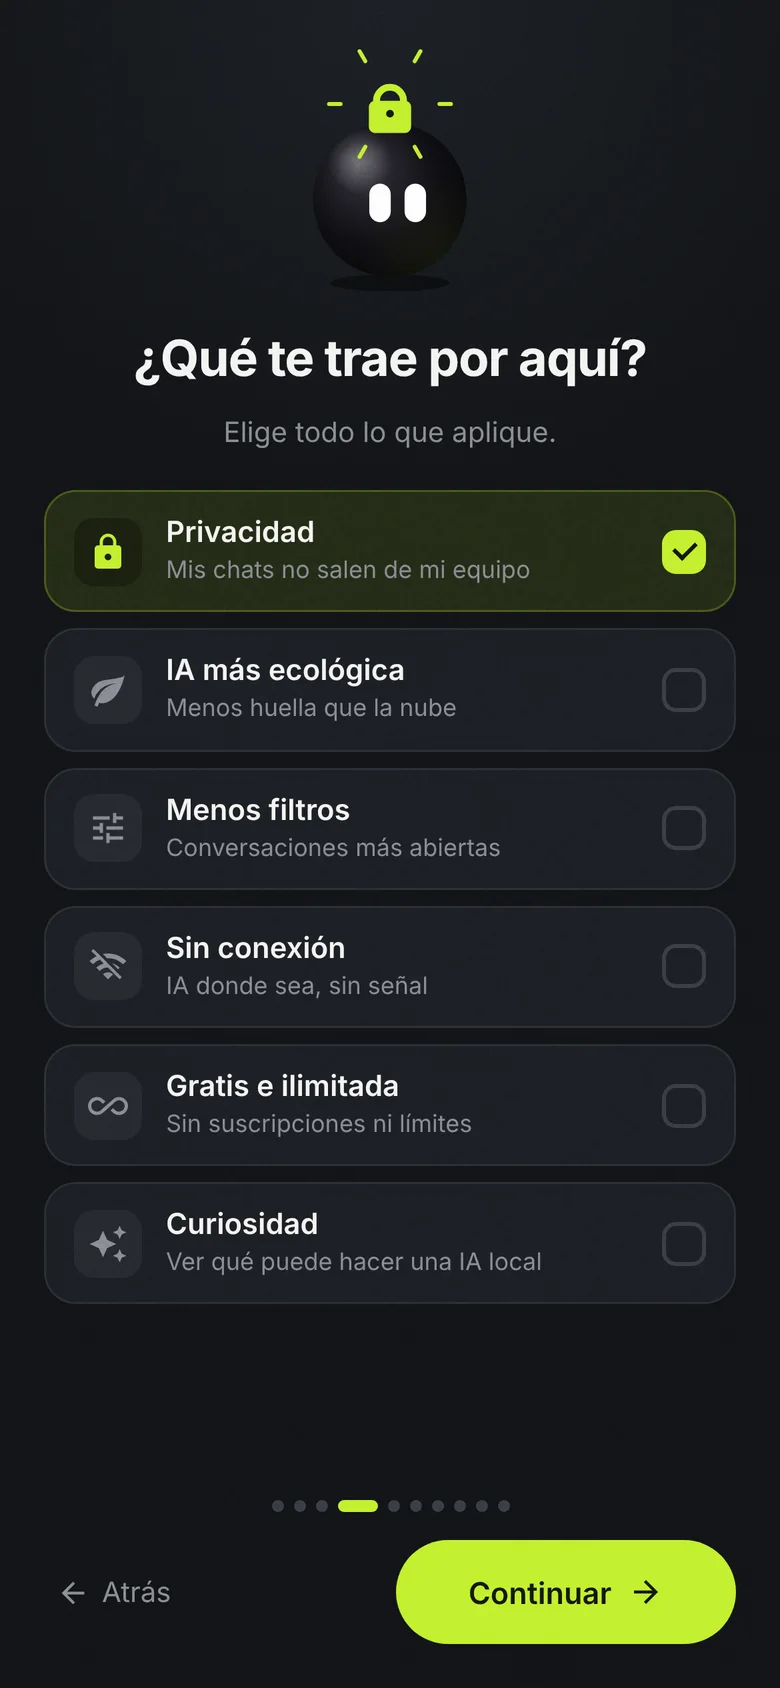 ¿Qué te trae por aquí?
Elige todo lo que aplique.
Privacidad
Mis chats no salen de mi equipo
IA más ecológica
Menos huella que la nube
Menos filtros
Conversaciones más abiertas
Sin conexión
IA donde sea, sin señal
Gratis e ilimitada
Sin suscripciones ni límites
Curiosidad
Ver qué puede hacer una IA local
Atrás
Continuar